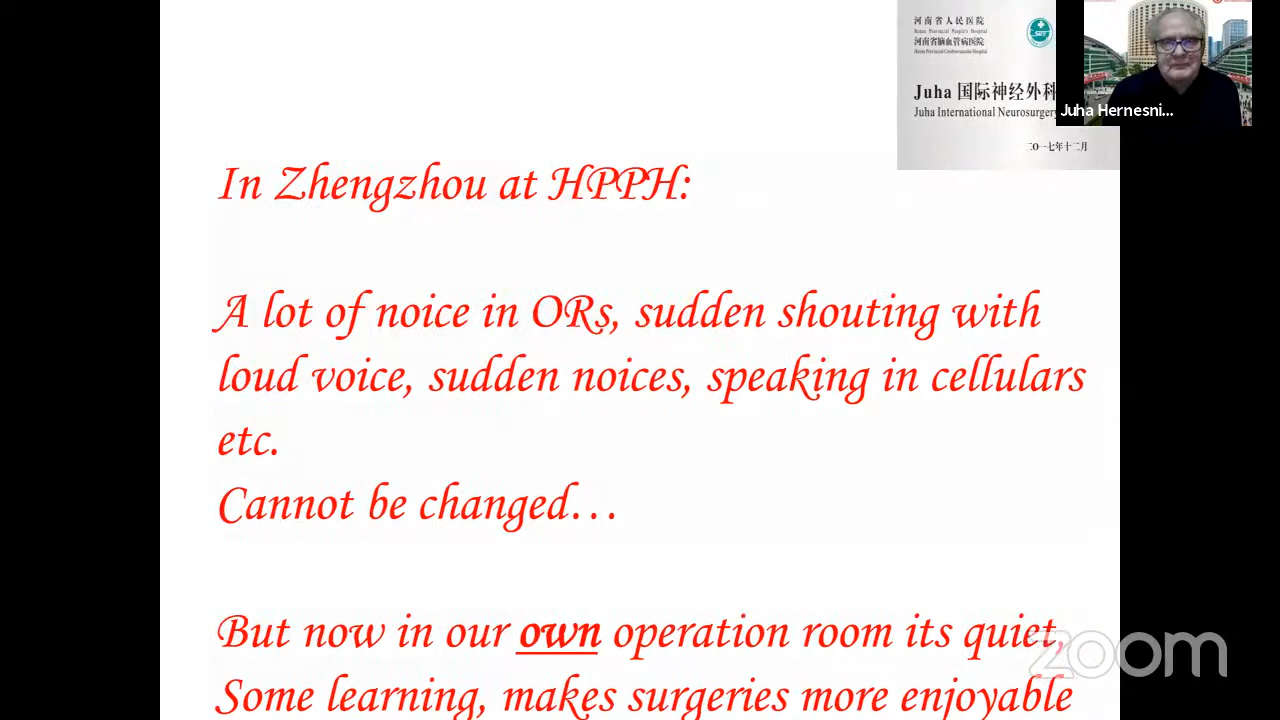 河南省人民医院
Henan Provincial People's Hospital
河南省脑血管病医院
Henan Provincial Cerebrovascular Hospital
Juha 国际神经外科
Juha International Neurosurgery
二〇一七年十二月
Juha Hernesni...
In Zhengzhou at HPPH:
A lot of noice in ORs, sudden shouting with
loud voice, sudden noices, speaking in cellulars
etc.
Cannot be changed...
But now in our own operation room its quiet,
Some learning, makes surgeries more enjoyable
zoom